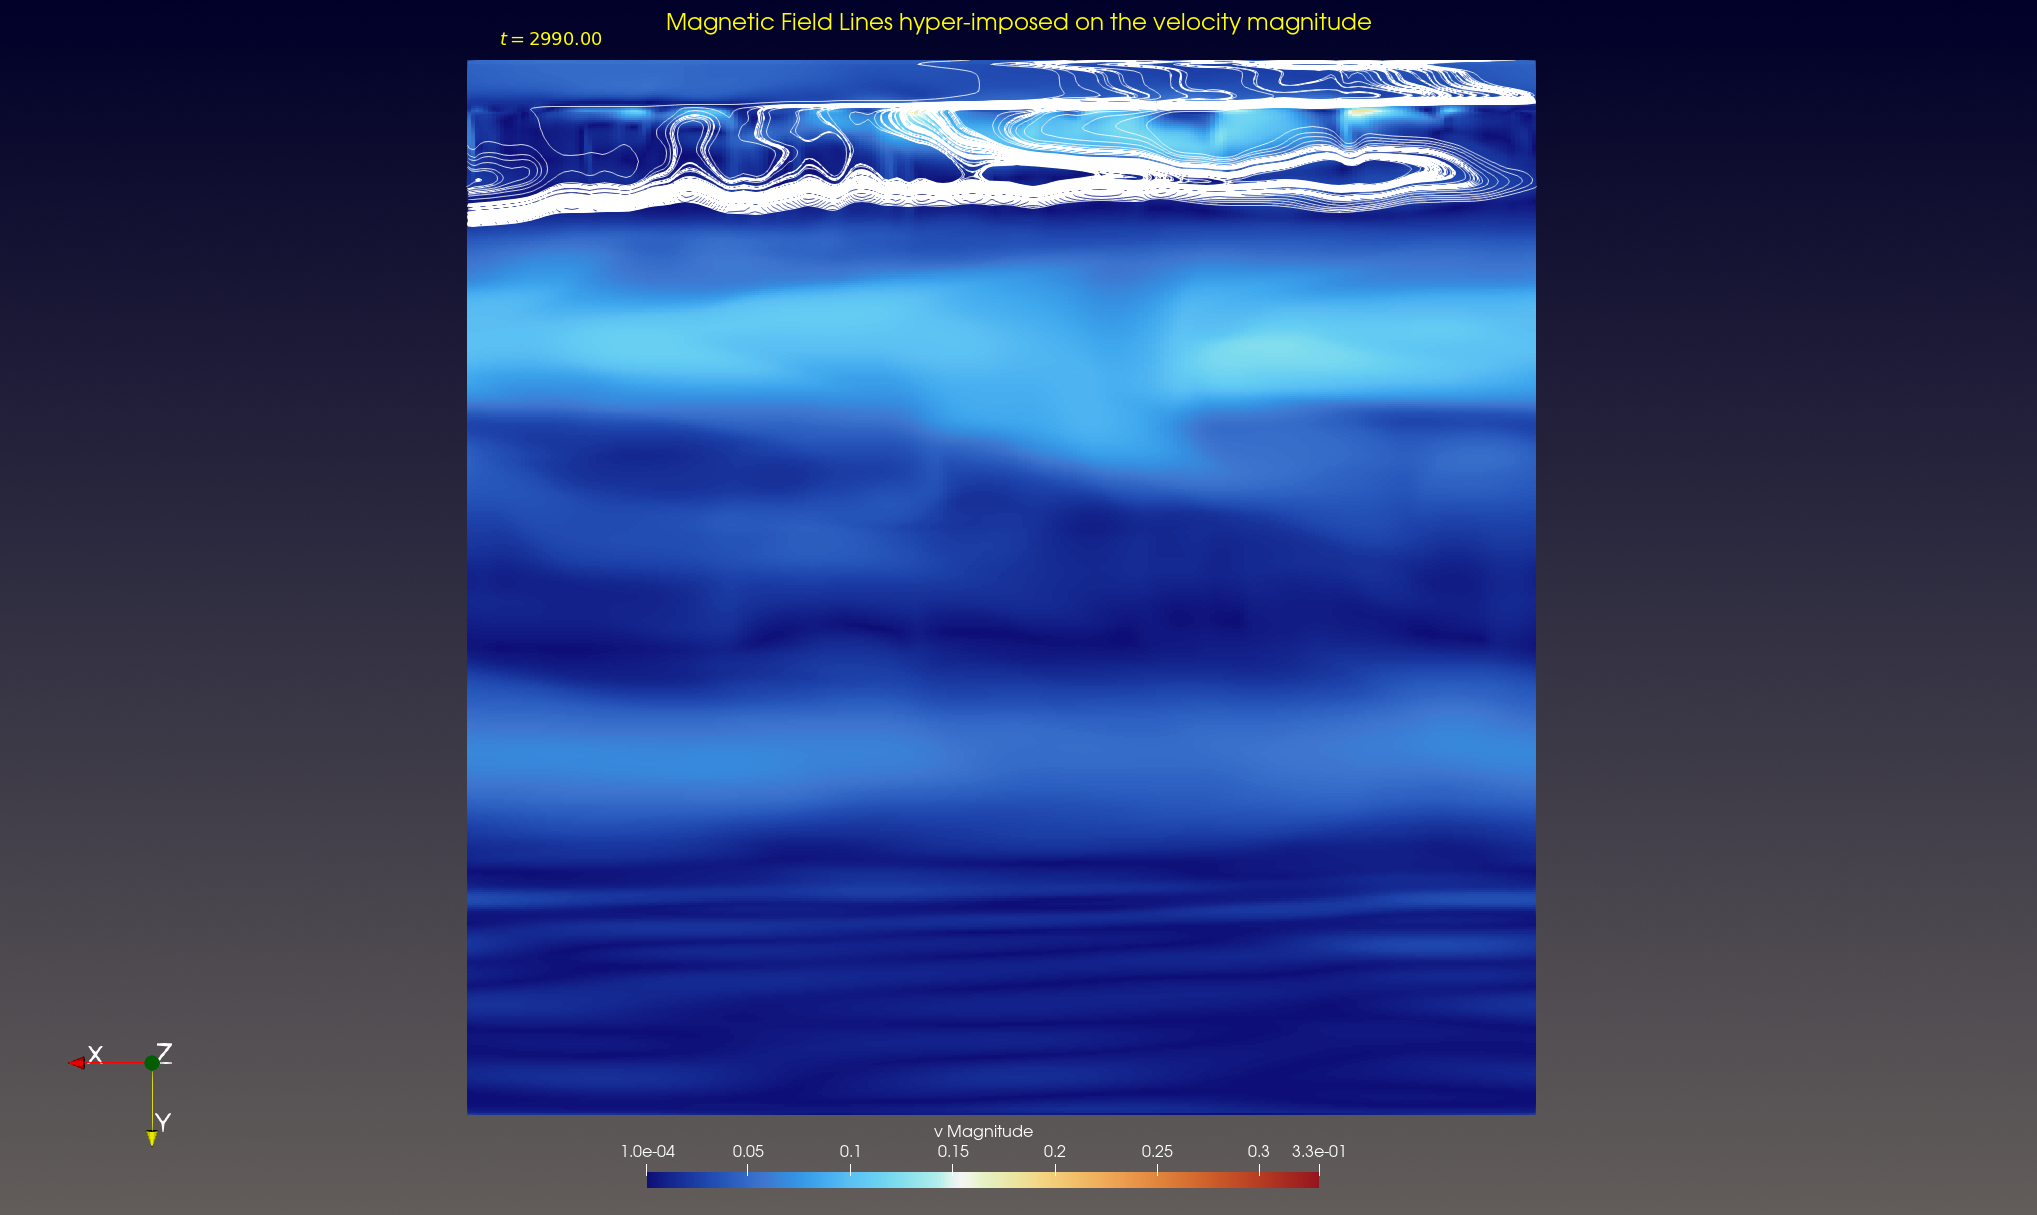 Magnetic Field Lines hyper-imposed on the velocity magnitude
t = 2990.00
X Z
Y
v Magnitude
1.0e-04 0.05 0.1 0.15 0.2 0.25 0.3 3.3e-01